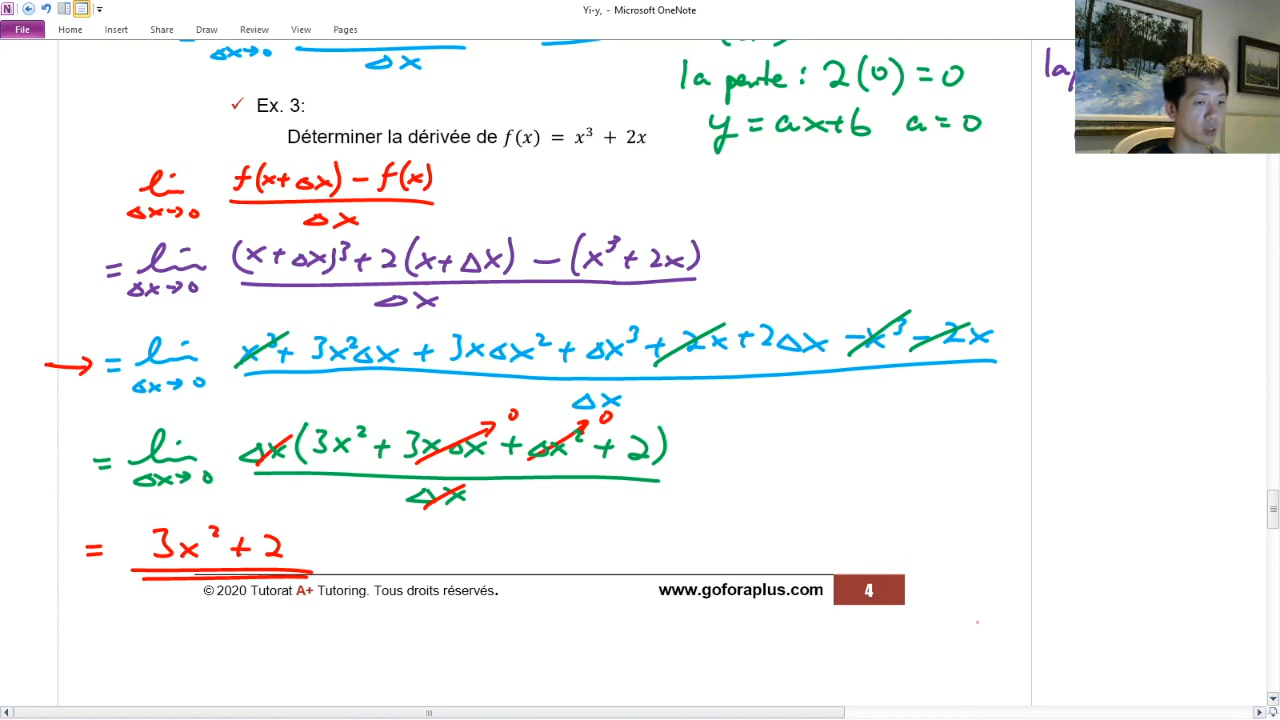 Yi-y, - Microsoft OneNote
File Home Insert Share Draw Review View Pages
Δx→0
Δx
la pente : 2(0) = 0
y = ax+b a = 0
✓ Ex. 3:
Déterminer la dérivée de f(x) = x³ + 2x
lim Δx→0 f(x+Δx) − f(x) / Δx
= lim Δx→0 (x+Δx)³ + 2(x+Δx) − (x³ + 2x) / Δx
→ = lim Δx→0 x³ + 3x²Δx + 3xΔx² + Δx³ + 2x + 2Δx − x³ − 2x / Δx
0 0
= lim Δx→0 Δx(3x² + 3xΔx + Δx² + 2) / Δx
= 3x² + 2
© 2020 Tutorat A+ Tutoring. Tous droits réservés. www.goforaplus.com 4